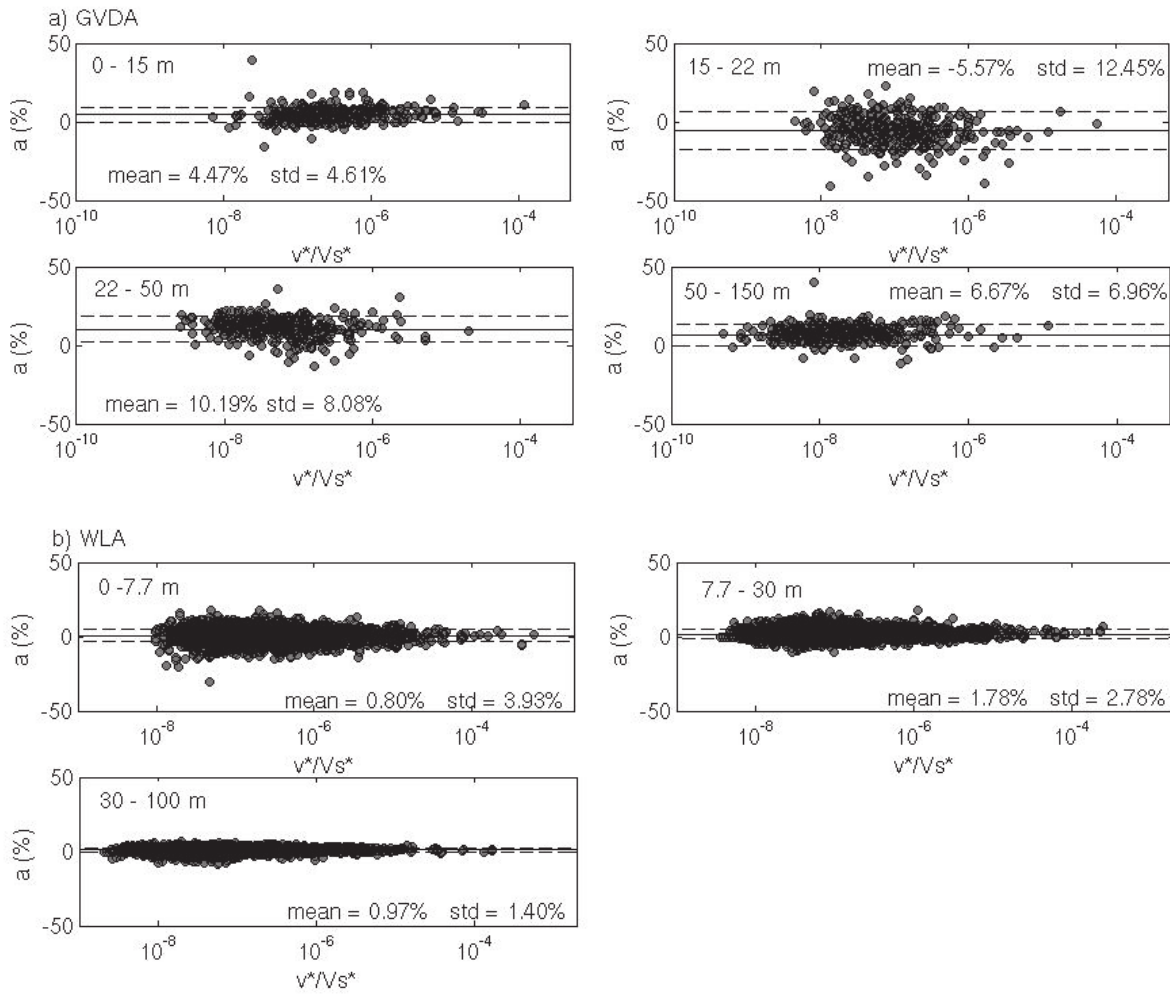 a) GVDA
50
0 - 15 m
a (%)
0
mean = 4.47% std = 4.61%
-50
10^-10 10^-8 10^-6 10^-4
v*/Vs*
50
15 - 22 m mean = -5.57% std = 12.45%
a (%)
0
-50
10^-10 10^-8 10^-6 10^-4
v*/Vs*
50
22 - 50 m
a (%)
0
mean = 10.19% std = 8.08%
-50
10^-10 10^-8 10^-6 10^-4
v*/Vs*
50
50 - 150 m mean = 6.67% std = 6.96%
a (%)
0
-50
10^-10 10^-8 10^-6 10^-4
v*/Vs*
b) WLA
50
0 -7.7 m
a (%)
0
mean = 0.80% std = 3.93%
-50
10^-8 10^-6 10^-4
v*/Vs*
50
7.7 - 30 m
a (%)
0
mean = 1.78% std = 2.78%
-50
10^-8 10^-6 10^-4
v*/Vs*
50
30 - 100 m
a (%)
0
mean = 0.97% std = 1.40%
-50
10^-8 10^-6 10^-4
v*/Vs*